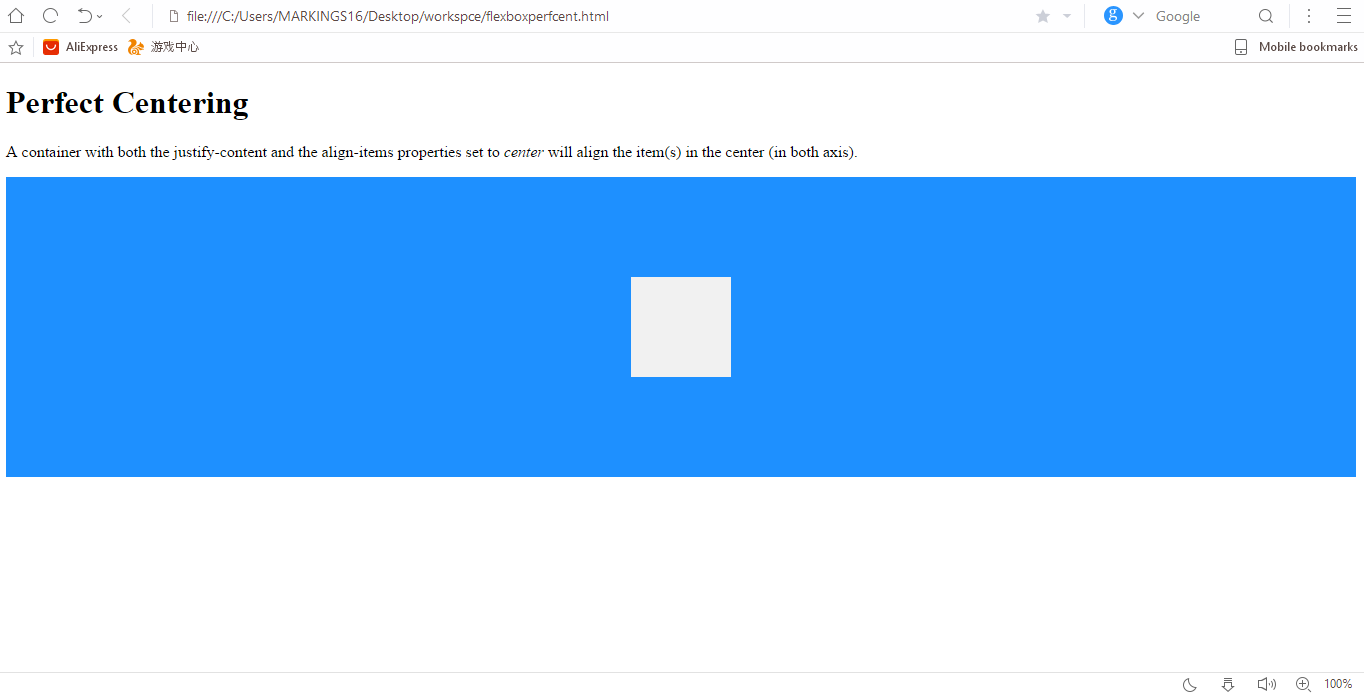 file:///C:/Users/MARKINGS16/Desktop/workspce/flexboxperfcent.html
g Google
AliExpress 游戏中心 Mobile bookmarks
Perfect Centering
A container with both the justify-content and the align-items properties set to center will align the item(s) in the center (in both axis).
100%